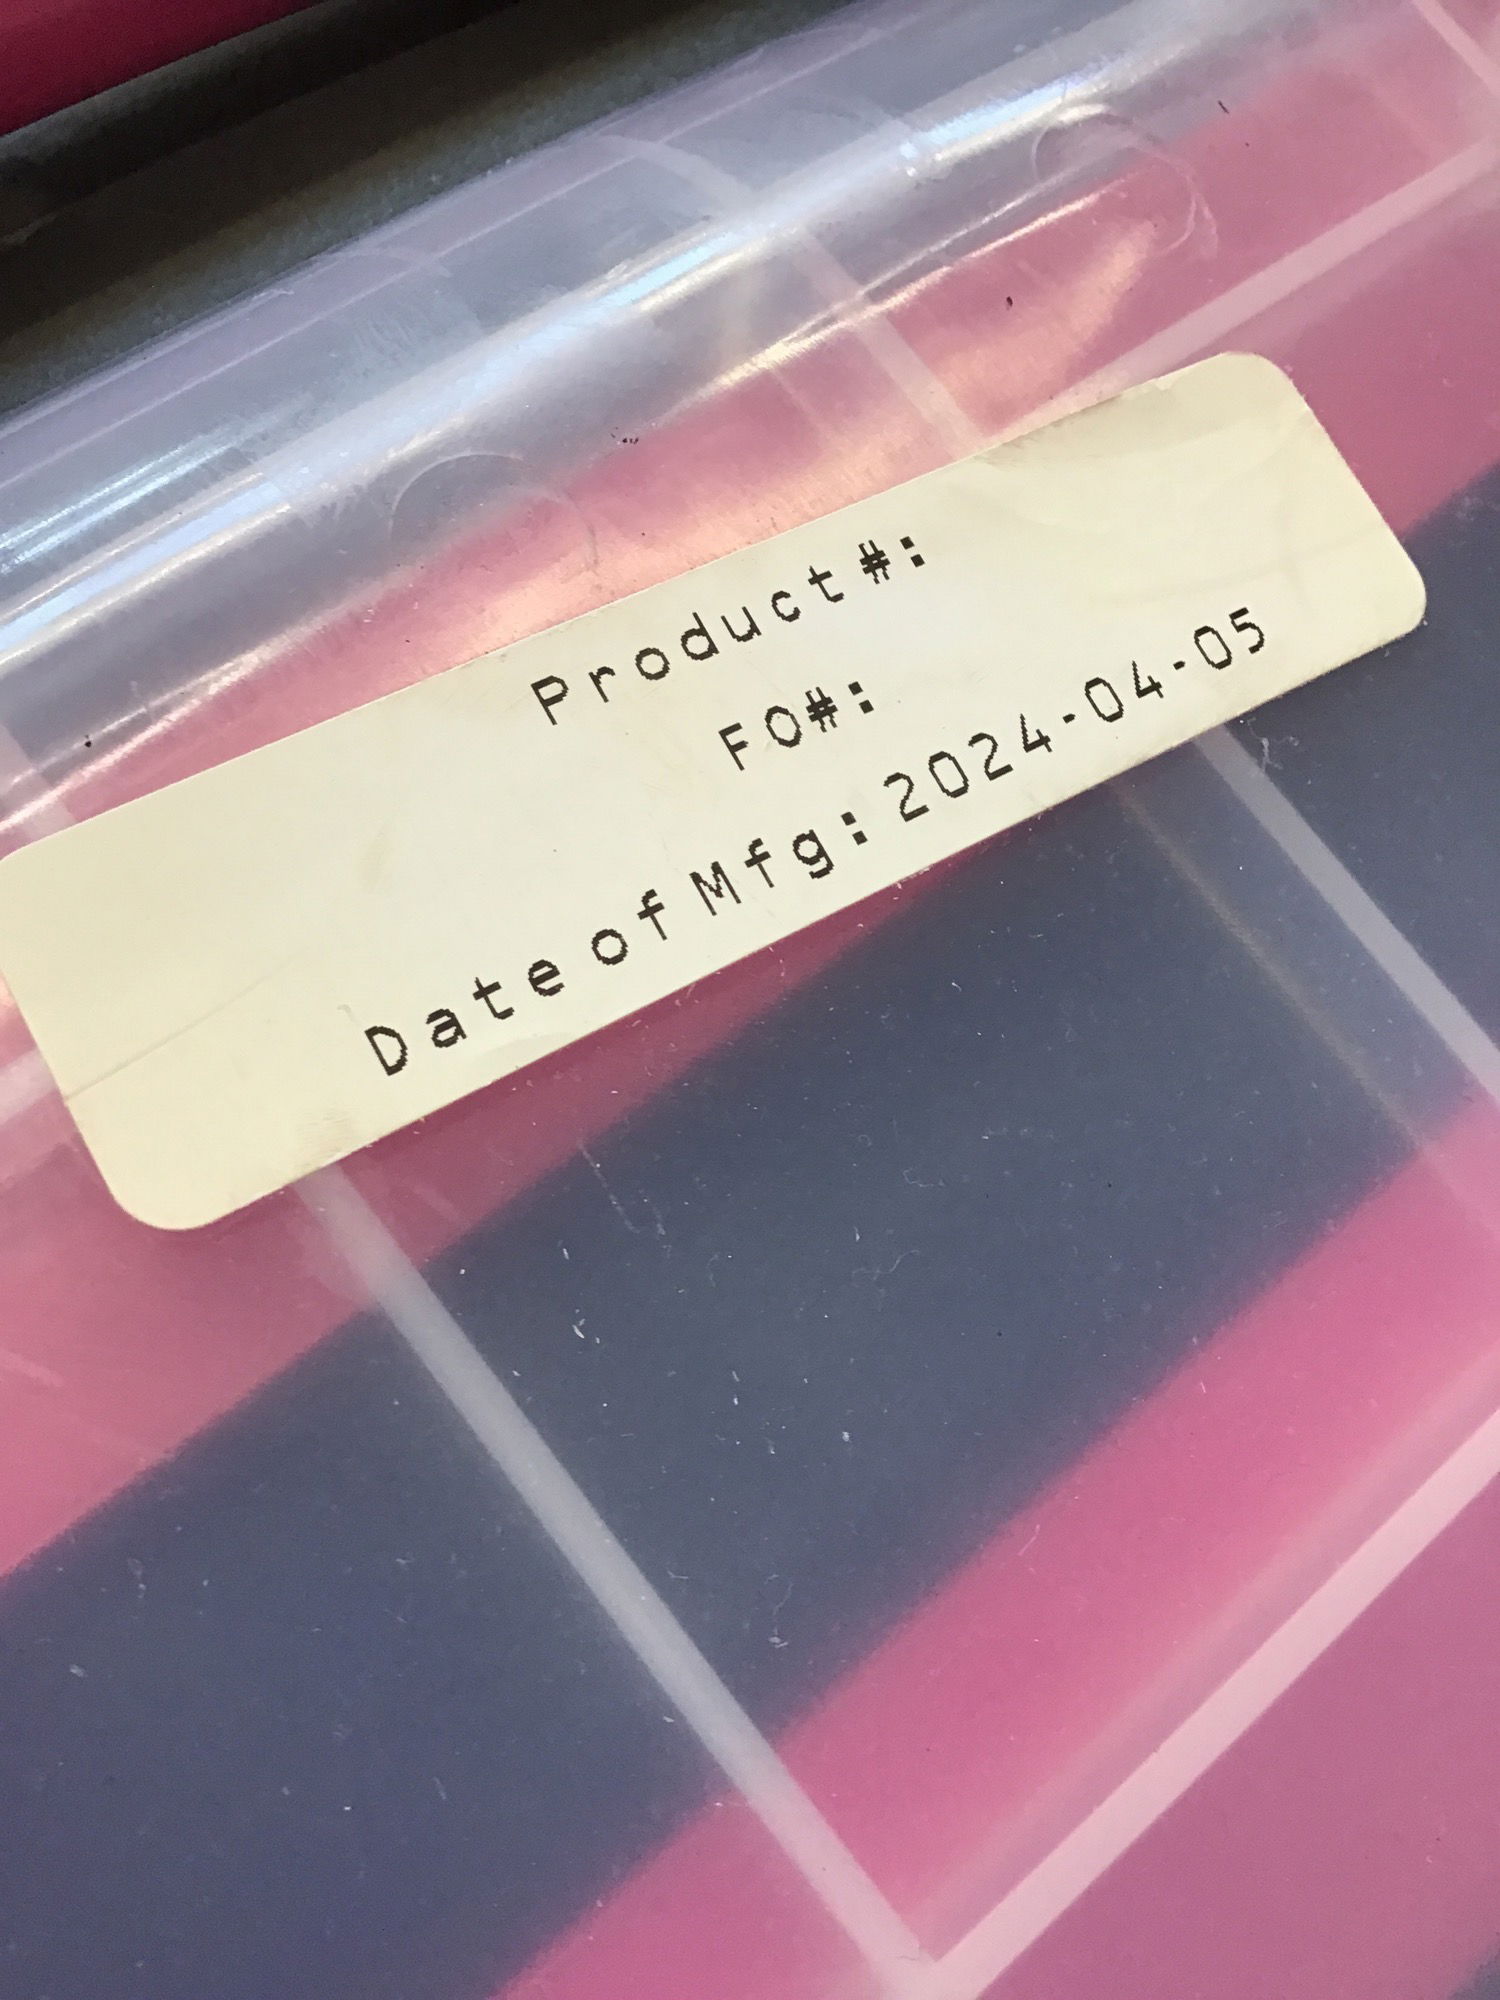 Product#:
FO#:
Date of Mfg: 2024-04-05